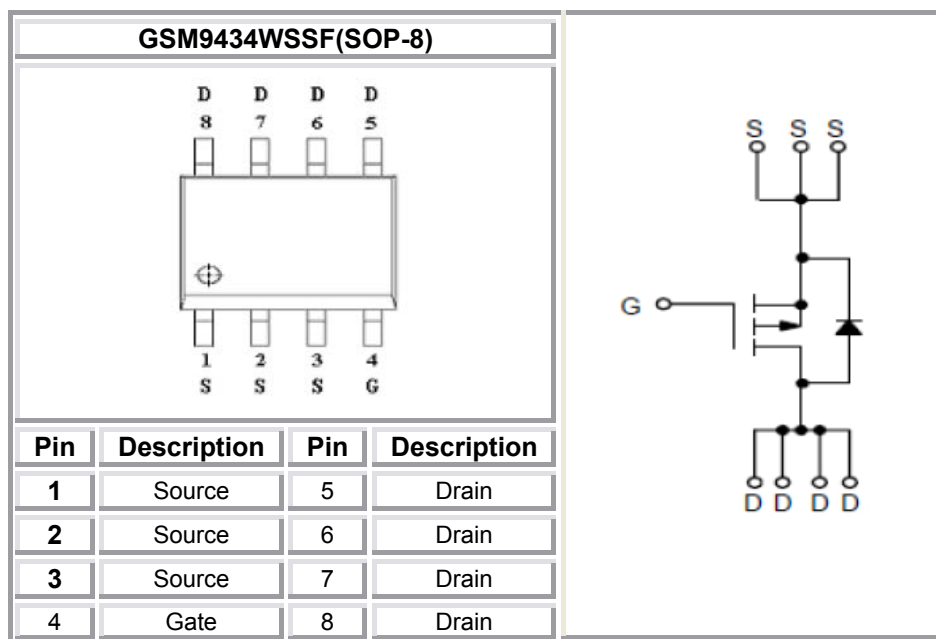 GSM9434WSSF(SOP-8)
D D D D
8 7 6 5
1 2 3 4
S S S G
Pin Description Pin Description
1 Source 5 Drain
2 Source 6 Drain
3 Source 7 Drain
4 Gate 8 Drain
S S S
G
D D D D